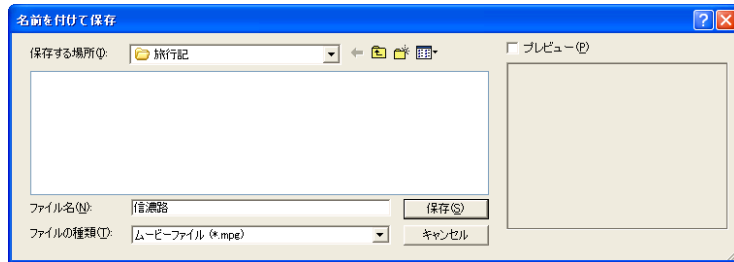 名前を付けて保存
保存する場所(I):
旅行記
プレビュー(P)
ファイル名(N):
信濃路
保存(S)
ファイルの種類(T):
ムービーファイル (*.mpg)
キャンセル